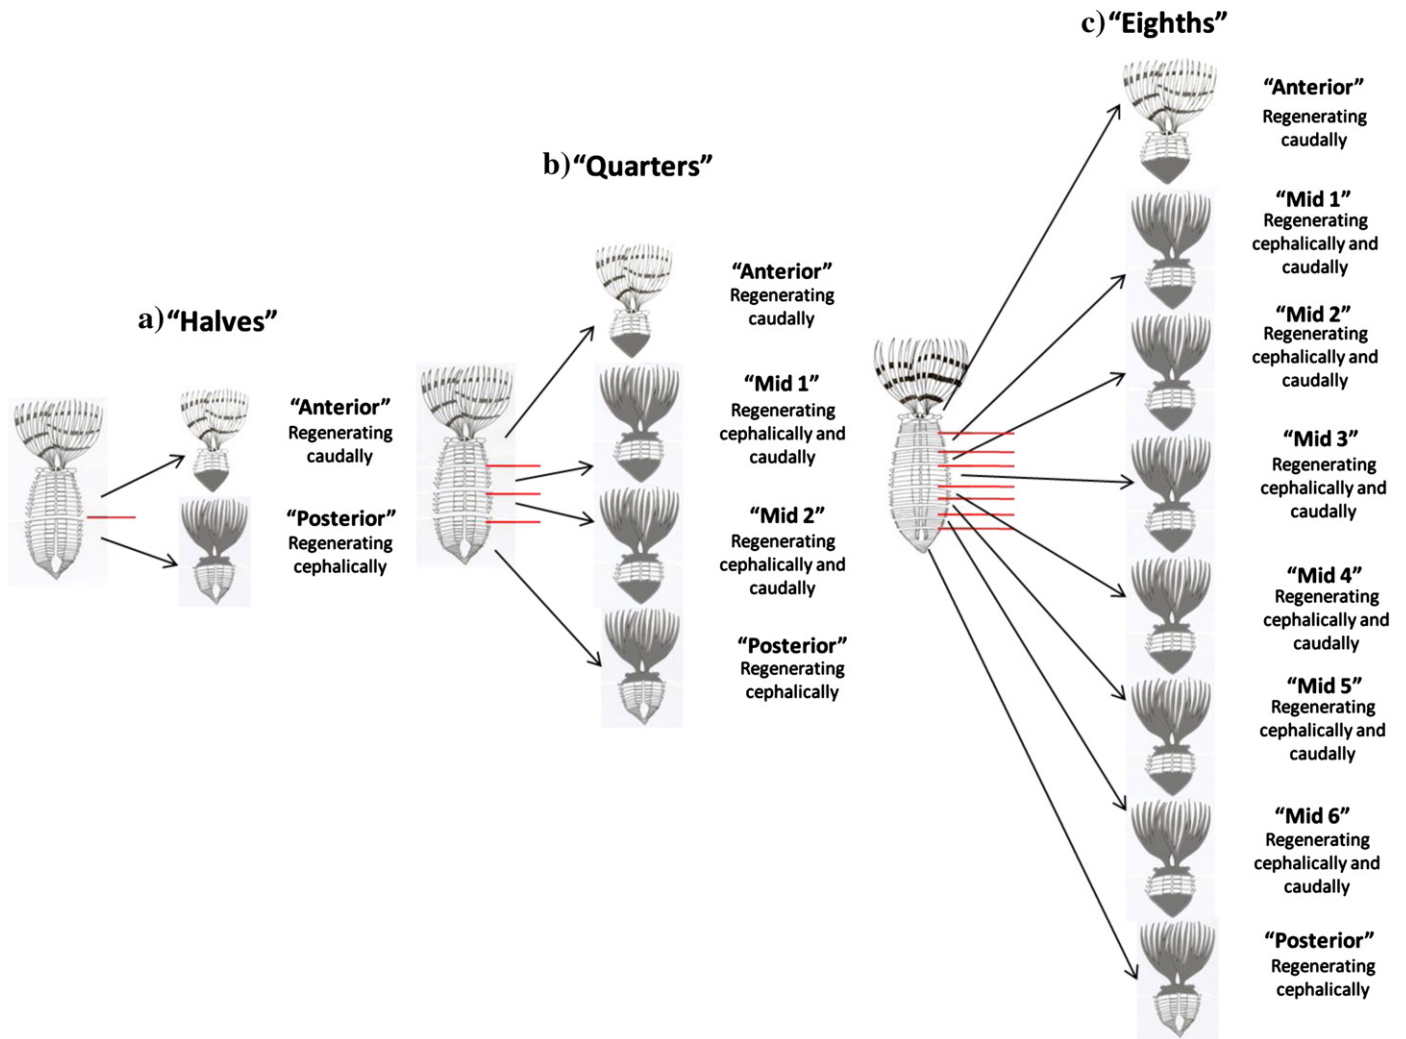 a) “Halves”
“Anterior”
Regenerating
caudally
“Posterior”
Regenerating
cephalically
b) “Quarters”
“Anterior”
Regenerating
caudally
“Mid 1”
Regenerating
cephalically and
caudally
“Mid 2”
Regenerating
cephalically and
caudally
“Posterior”
Regenerating
cephalically
c) “Eighths”
“Anterior”
Regenerating
caudally
“Mid 1”
Regenerating
cephalically and
caudally
“Mid 2”
Regenerating
cephalically and
caudally
“Mid 3”
Regenerating
cephalically and
caudally
“Mid 4”
Regenerating
cephalically and
caudally
“Mid 5”
Regenerating
cephalically and
caudally
“Mid 6”
Regenerating
cephalically and
caudally
“Posterior”
Regenerating
cephalically